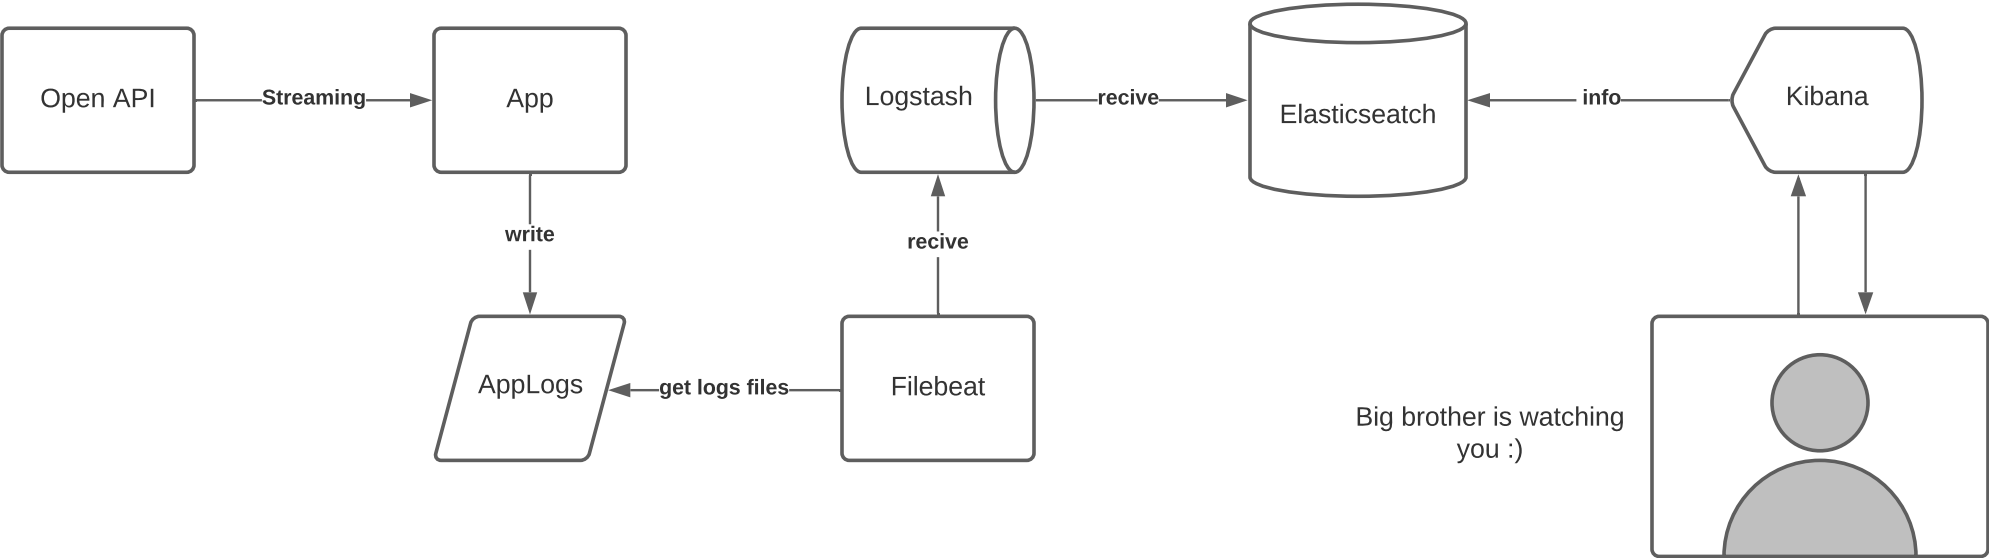 Open API
Streaming
App
Logstash
recive
Elasticseatch
info
Kibana
write
recive
AppLogs
get logs files
Filebeat
Big brother is watching
you :)